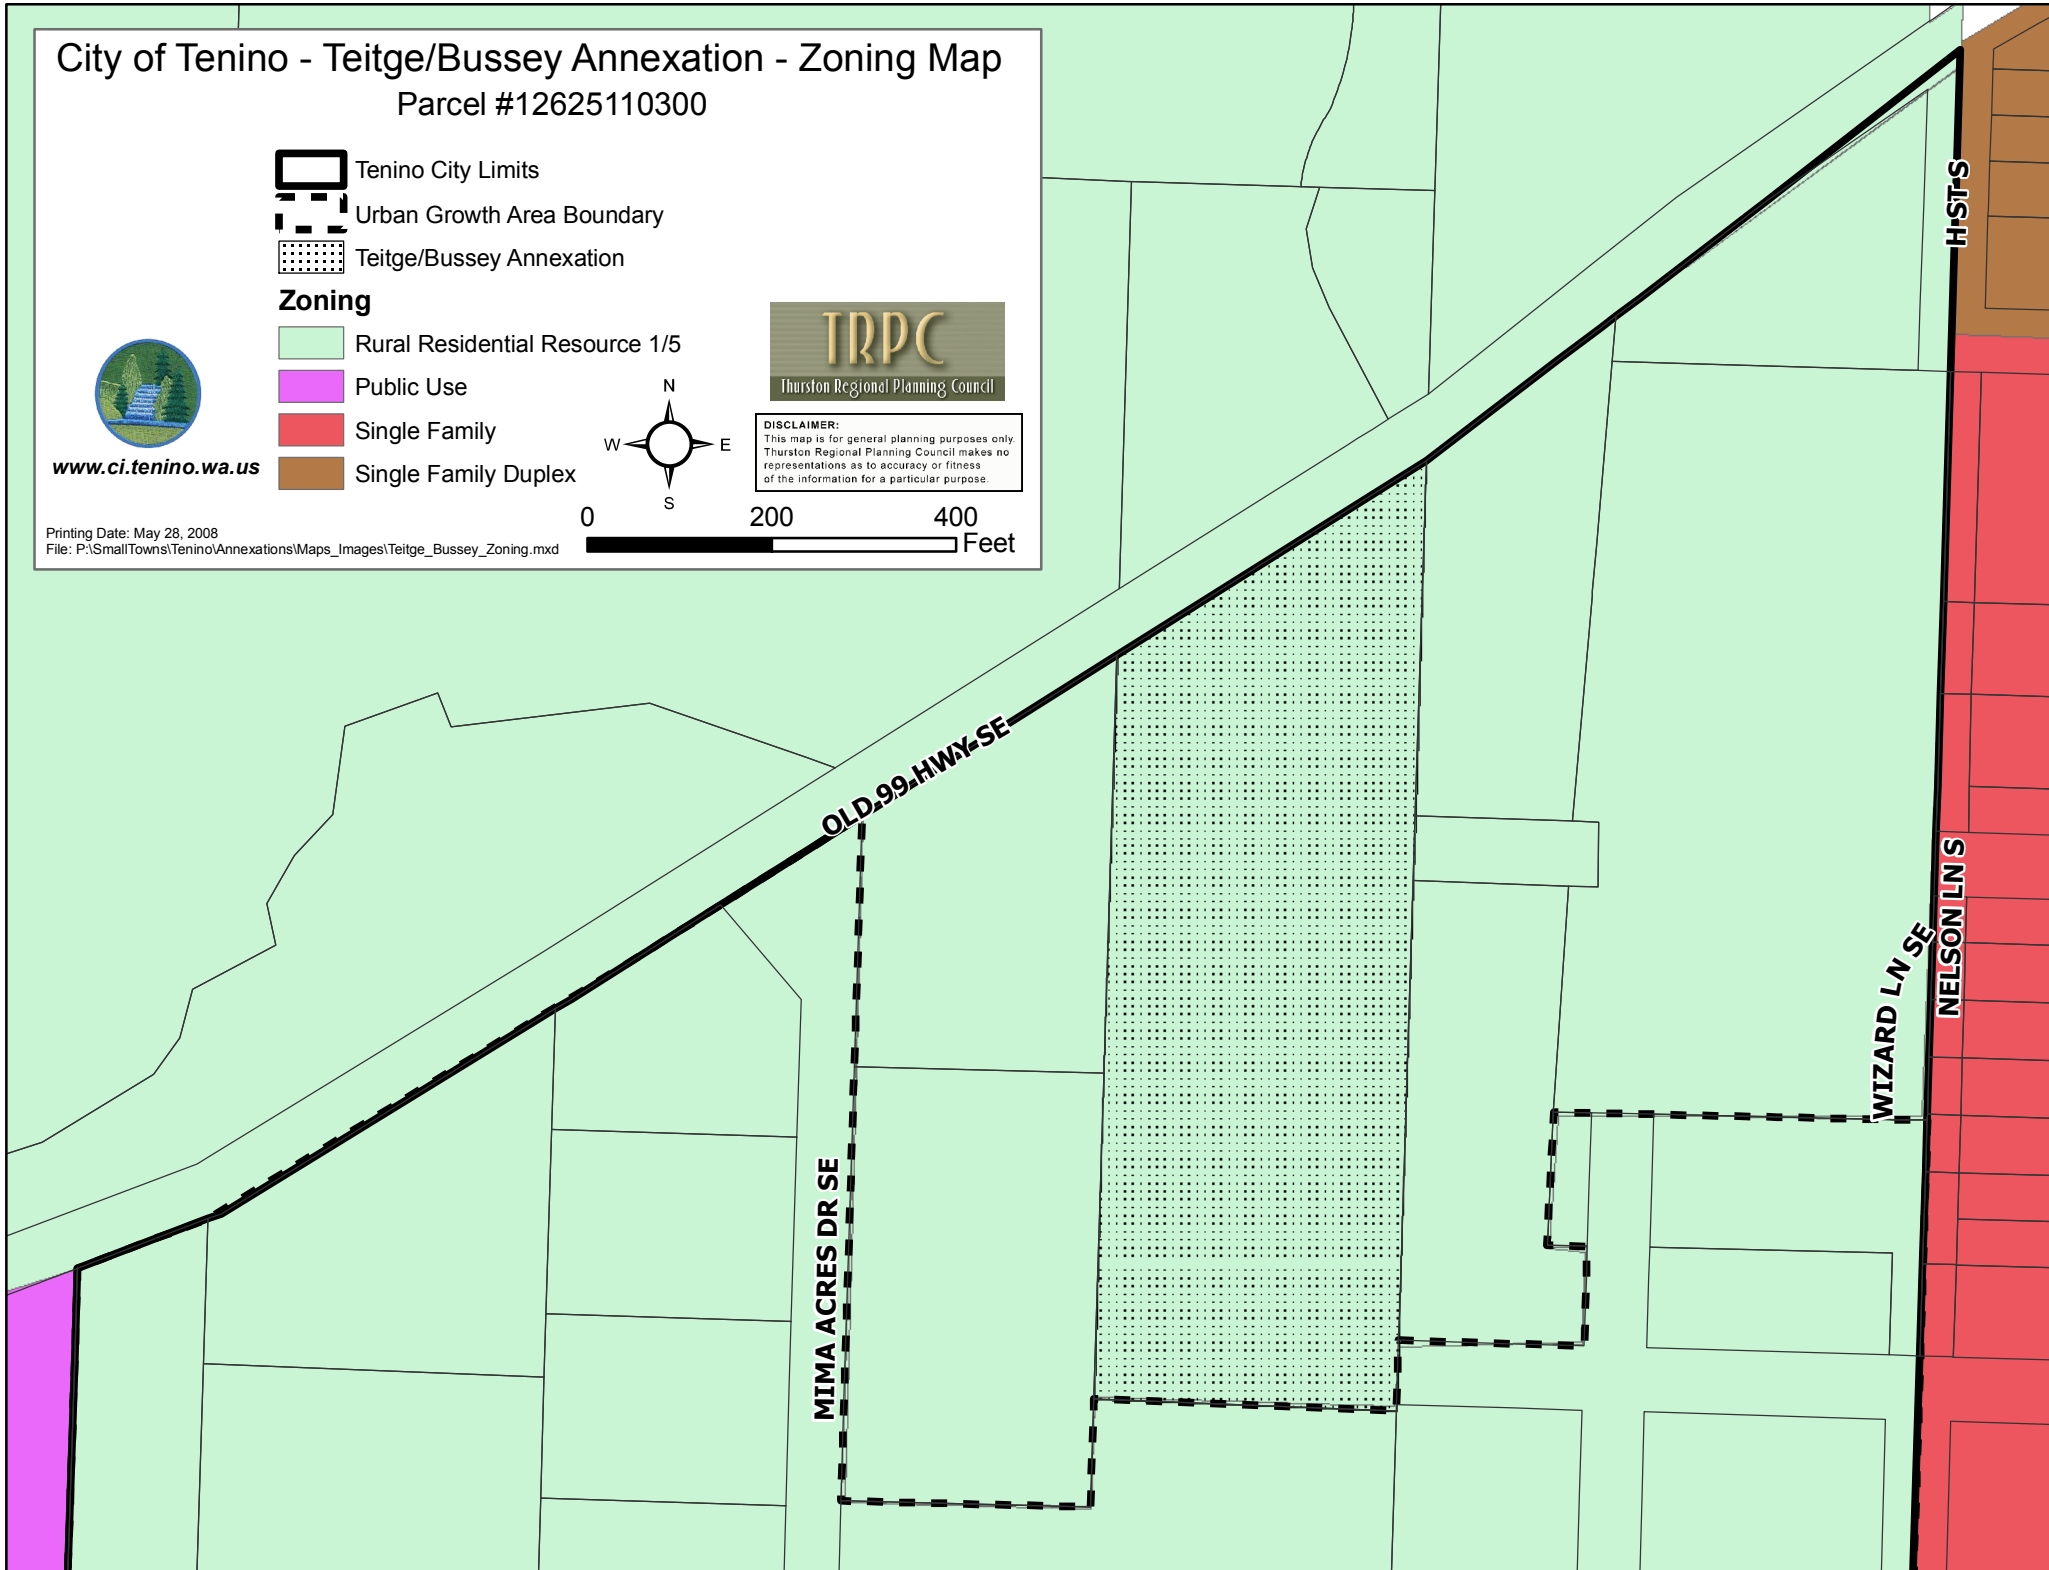 City of Tenino - Teitge/Bussey Annexation - Zoning Map
Parcel #12625110300
Tenino City Limits
Urban Growth Area Boundary
Teitge/Bussey Annexation
Zoning
Rural Residential Resource 1/5
Public Use
Single Family
Single Family Duplex
www.ci.tenino.wa.us
TRPC
Thurston Regional Planning Council
N
W
E
S
DISCLAIMER:
This map is for general planning purposes only.
Thurston Regional Planning Council makes no
representations as to accuracy or fitness
of the information for a particular purpose.
0 200 400
Feet
Printing Date: May 28, 2008
File: P:\SmallTowns\Tenino\Annexations\Maps_Images\Teitge_Bussey_Zoning.mxd
H ST S
OLD 99 HWY SE
NELSON LN S
WIZARD LN SE
MIMA ACRES DR SE